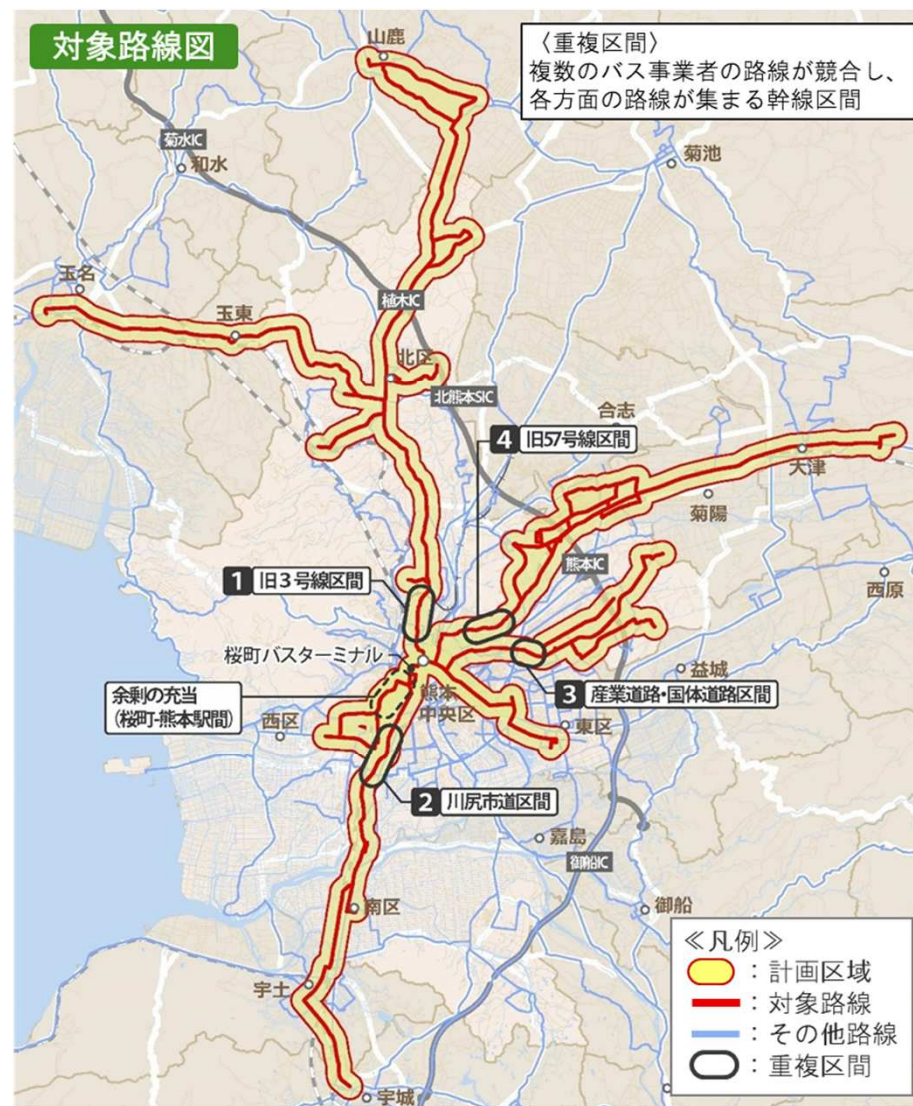 対象路線図
〈重複区間〉
複数のバス事業者の路線が競合し、
各方面の路線が集まる幹線区間
山鹿
菊水IC
和水
菊池
玉名
植木IC
玉東
北区
北熊本SIC
合志
4 旧57号線区間
大津
菊陽
熊本IC
1 旧3号線区間
西原
桜町バスターミナル
益城
余剰の充当
(桜町-熊本駅間)
熊本
中央区
3 産業道路・国体道路区間
西区
東区
2 川尻市道区間
嘉島
御船IC
南区
御船
宇土
宇城
≪凡例≫
：計画区域
：対象路線
：その他路線
：重複区間